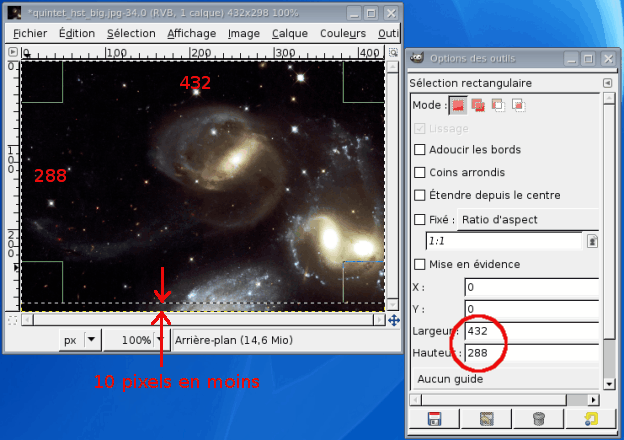 *quintet_hst_big.jpg-34.0 (RVB, 1 calque) 432x298 100%
Fichier Édition Sélection Affichage Image Calque Couleurs Outi
0 100 200 300 400
0
100
200
432
288
px 100% Arrière-plan (14,6 Mio)
10 pixels en moins
Options des outils
Sélection rectangulaire
Mode :
Lissage
Adoucir les bords
Coins arrondis
Étendre depuis le centre
Fixé : Ratio d'aspect
1:1
Mise en évidence
X : 0
Y : 0
Largeur : 432
Hauteur : 288
Aucun guide